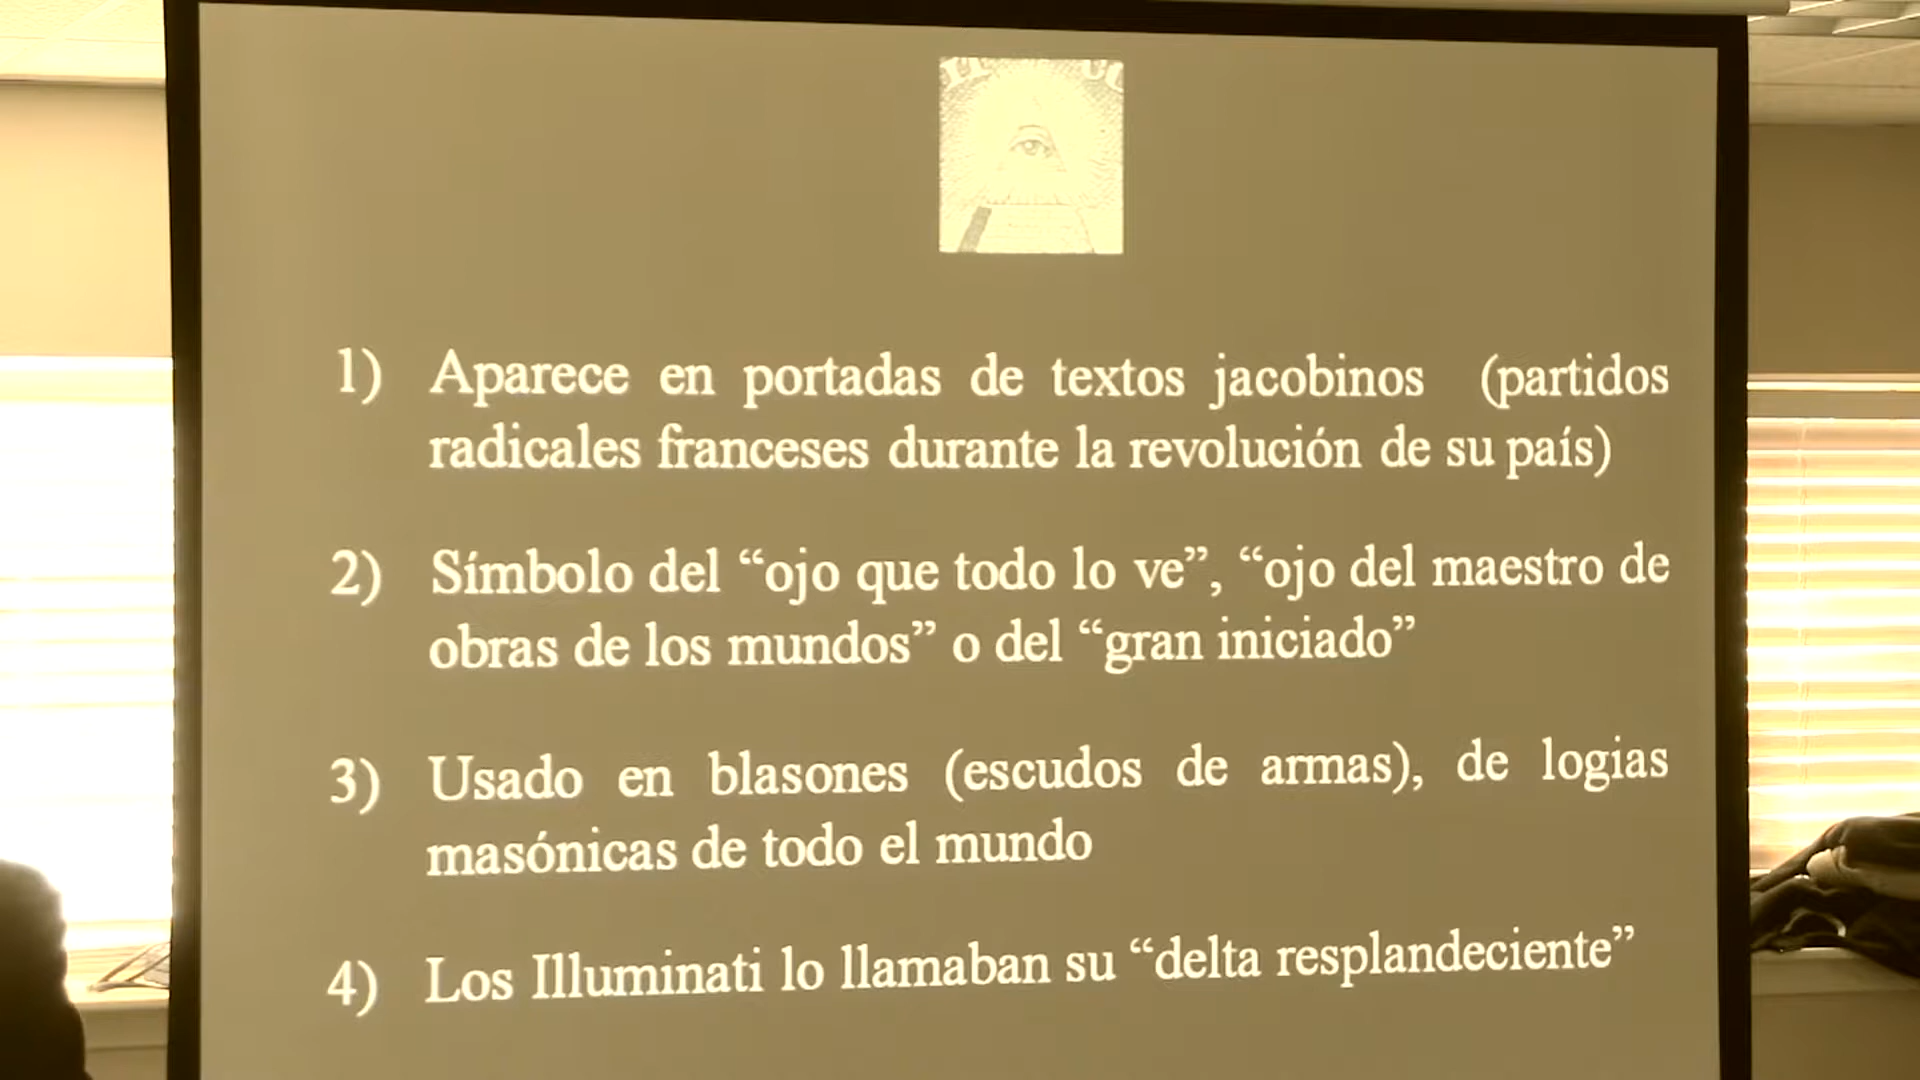 1) Aparece en portadas de textos jacobinos (partidos
radicales franceses durante la revolución de su país)
2) Símbolo del “ojo que todo lo ve”, “ojo del maestro de
obras de los mundos” o del “gran iniciado”
3) Usado en blasones (escudos de armas), de logias
masónicas de todo el mundo
4) Los Illuminati lo llamaban su “delta resplandeciente”